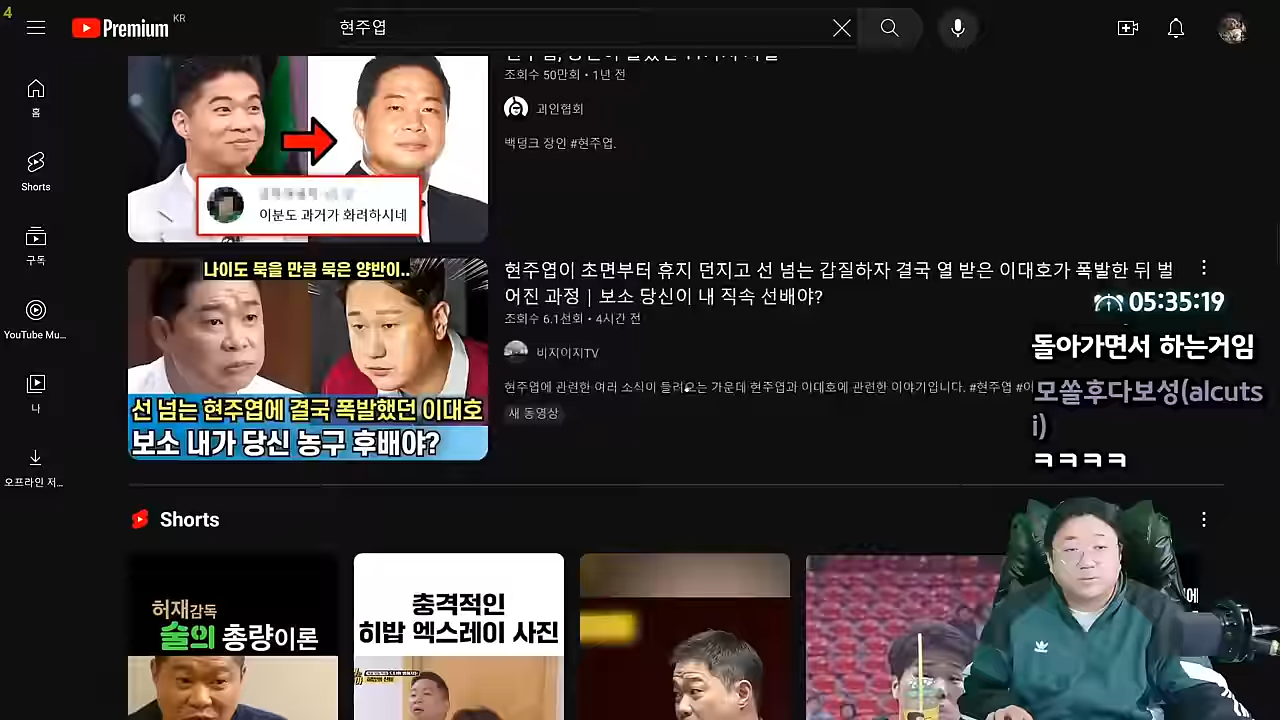 4
Premium KR
현주엽
조회수 50만회 • 1년 전
괴인협회
백덩크 장인 #현주엽.
이분도 과거가 화려하시네
홈
Shorts
구독
YouTube Mu...
나
오프라인 저...
나이도 묵을 만큼 묵은 양반이..
선 넘는 현주엽에 결국 폭발했던 이대호
보소 내가 당신 농구 후배야?
현주엽이 초면부터 휴지 던지고 선 넘는 갑질하자 결국 열 받은 이대호가 폭발한 뒤 벌
어진 과정 | 보소 당신이 내 직속 선배야?
조회수 6.1선회 • 4시간 전
비지이지TV
현주엽에 관련한 여러 소식이 들려오는 가운데 현주엽과 이대호에 관련한 이야기입니다. #현주엽 #이
새 동영상
05:35:19
돌아가면서 하는거임
모쏠후다보성(alcuts
i)
ㅋㅋㅋㅋ
Shorts
허재감독
술의 총량이론
충격적인
히밥 엑스레이 사진
에